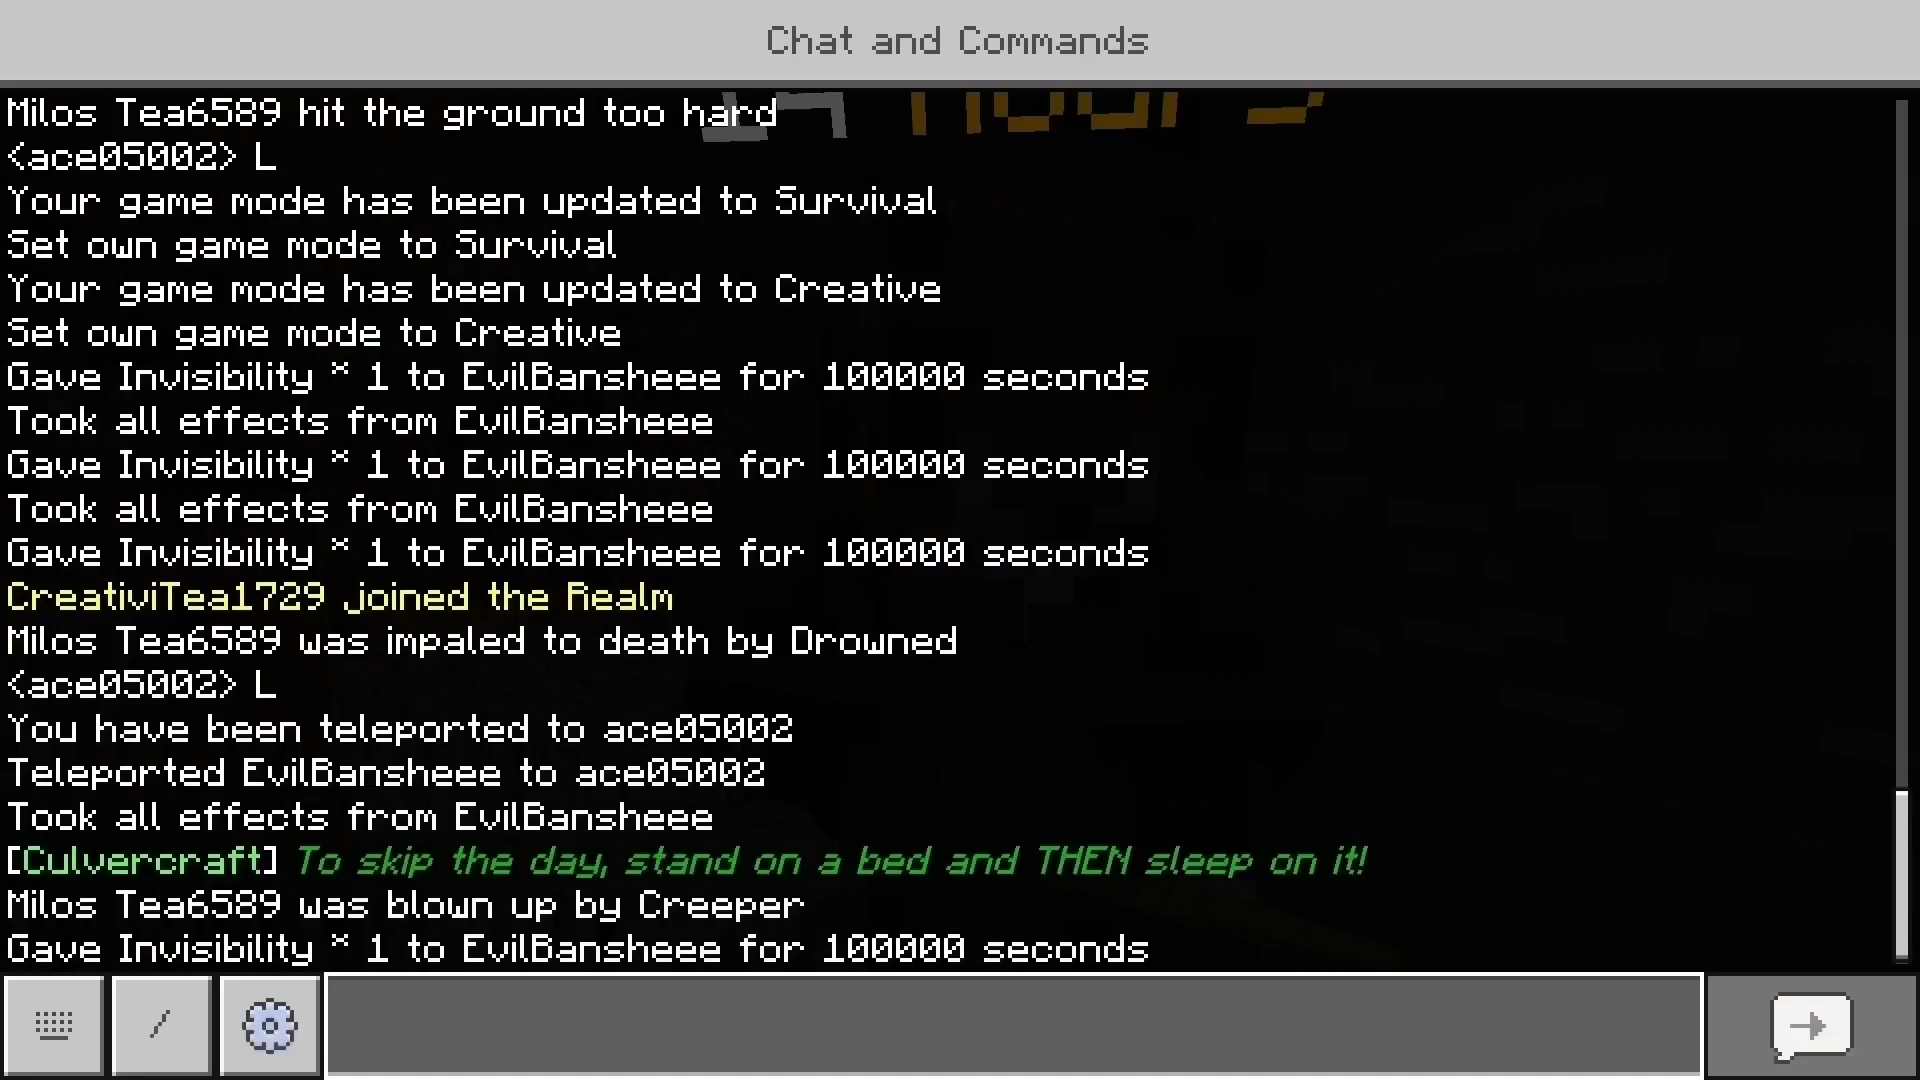 Chat and Commands
Milos Tea6589 hit the ground too hard
<ace05002> L
Your game mode has been updated to Survival
Set own game mode to Survival
Your game mode has been updated to Creative
Set own game mode to Creative
Gave Invisibility * 1 to EvilBansheee for 100000 seconds
Took all effects from EvilBansheee
Gave Invisibility * 1 to EvilBansheee for 100000 seconds
Took all effects from EvilBansheee
Gave Invisibility * 1 to EvilBansheee for 100000 seconds
CreativiTea1729 joined the Realm
Milos Tea6589 was impaled to death by Drowned
<ace05002> L
You have been teleported to ace05002
Teleported EvilBansheee to ace05002
Took all effects from EvilBansheee
[Culvercraft] To skip the day, stand on a bed and THEN sleep on it!
Milos Tea6589 was blown up by Creeper
Gave Invisibility * 1 to EvilBansheee for 100000 seconds
/